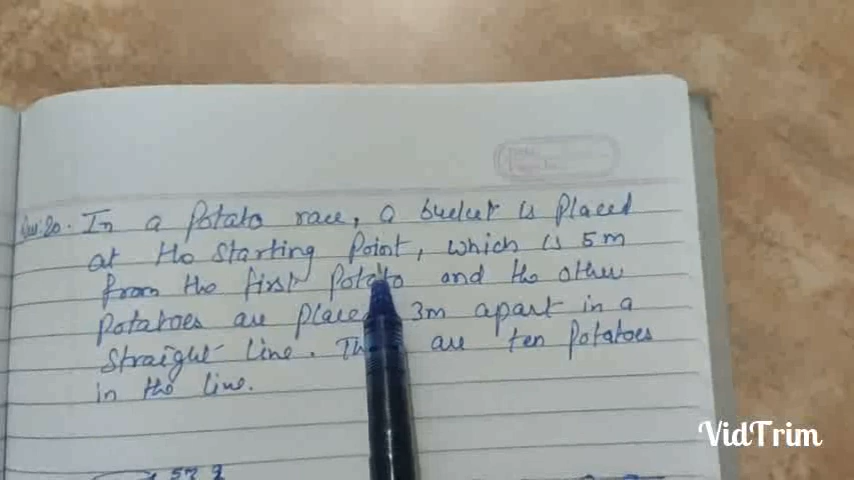 Que:20. In a Potato race, a bucket is Placed
at the Starting Point, which is 5m
from the first Potato and the other
Potatoes are Placed 3m apart in a
Straight line. There are ten Potatoes
in the line.
VidTrim